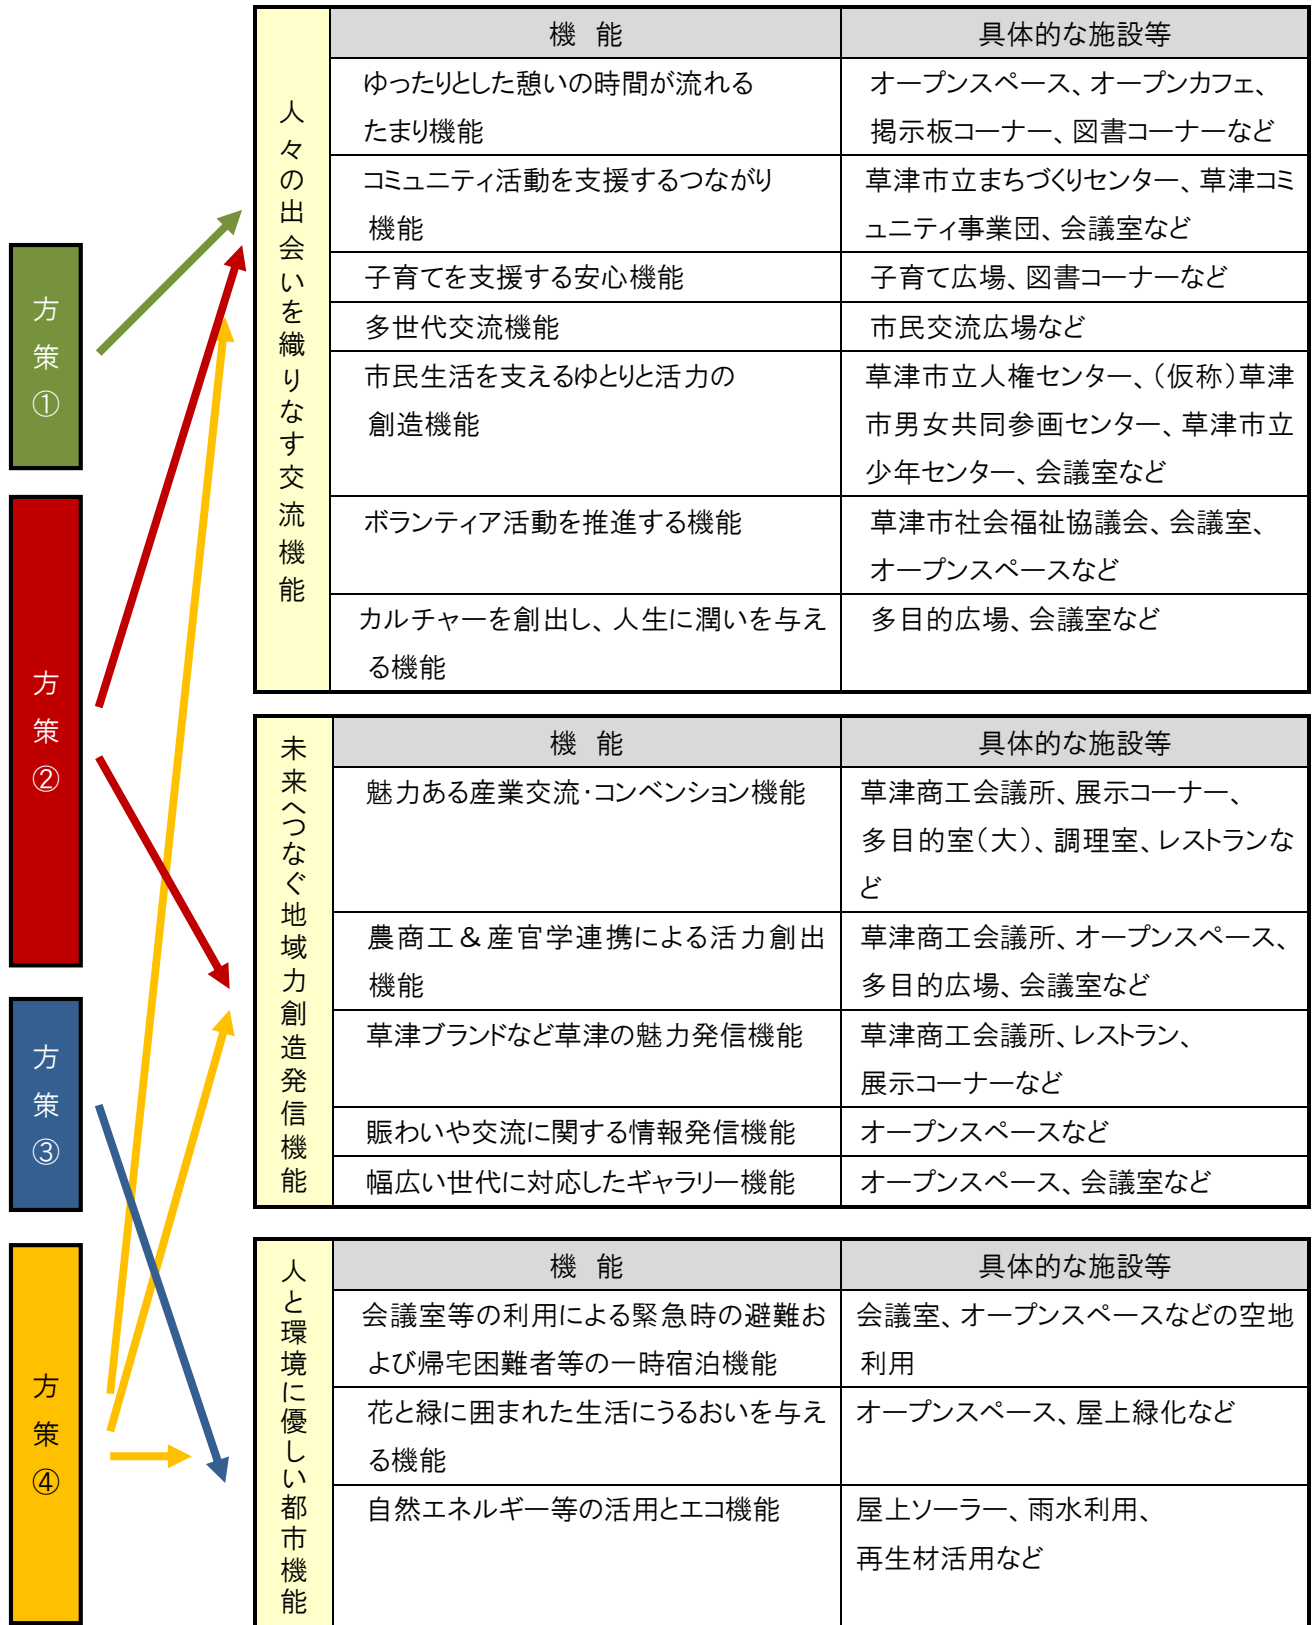 方策①
方策②
方策③
方策④
人々の出会いを織りなす交流機能
機 能
具体的な施設等
ゆったりとした憩いの時間が流れる
たまり機能
オープンスペース、オープンカフェ、
掲示板コーナー、図書コーナーなど
コミュニティ活動を支援するつながり
機能
草津市立まちづくりセンター、草津コミ
ュニティ事業団、会議室など
子育てを支援する安心機能
子育て広場、図書コーナーなど
多世代交流機能
市民交流広場など
市民生活を支えるゆとりと活力の
創造機能
草津市立人権センター、（仮称）草津
市男女共同参画センター、草津市立
少年センター、会議室など
ボランティア活動を推進する機能
草津市社会福祉協議会、会議室、
オープンスペースなど
カルチャーを創出し、人生に潤いを与え
る機能
多目的広場、会議室など
未来へつなぐ地域力創造発信機能
機 能
具体的な施設等
魅力ある産業交流・コンベンション機能
草津商工会議所、展示コーナー、
多目的室（大）、調理室、レストランな
ど
農商工＆産官学連携による活力創出
機能
草津商工会議所、オープンスペース、
多目的広場、会議室など
草津ブランドなど草津の魅力発信機能
草津商工会議所、レストラン、
展示コーナーなど
賑わいや交流に関する情報発信機能
オープンスペースなど
幅広い世代に対応したギャラリー機能
オープンスペース、会議室など
人と環境に優しい都市機能
機 能
具体的な施設等
会議室等の利用による緊急時の避難お
よび帰宅困難者等の一時宿泊機能
会議室、オープンスペースなどの空地
利用
花と緑に囲まれた生活にうるおいを与え
る機能
オープンスペース、屋上緑化など
自然エネルギー等の活用とエコ機能
屋上ソーラー、雨水利用、
再生材活用など